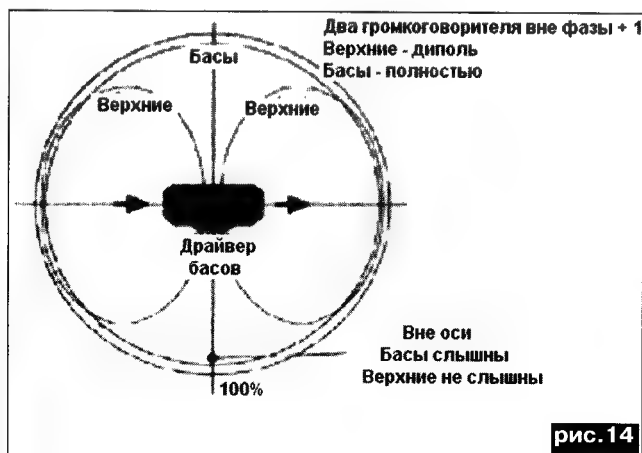 Два громкоговорителя вне фазы + 1
Верхние - диполь
Басы - полностью
Басы
Верхние
Верхние
Драйвер
басов
Вне оси
Басы слышны
Верхние не слышны
100%
рис.14